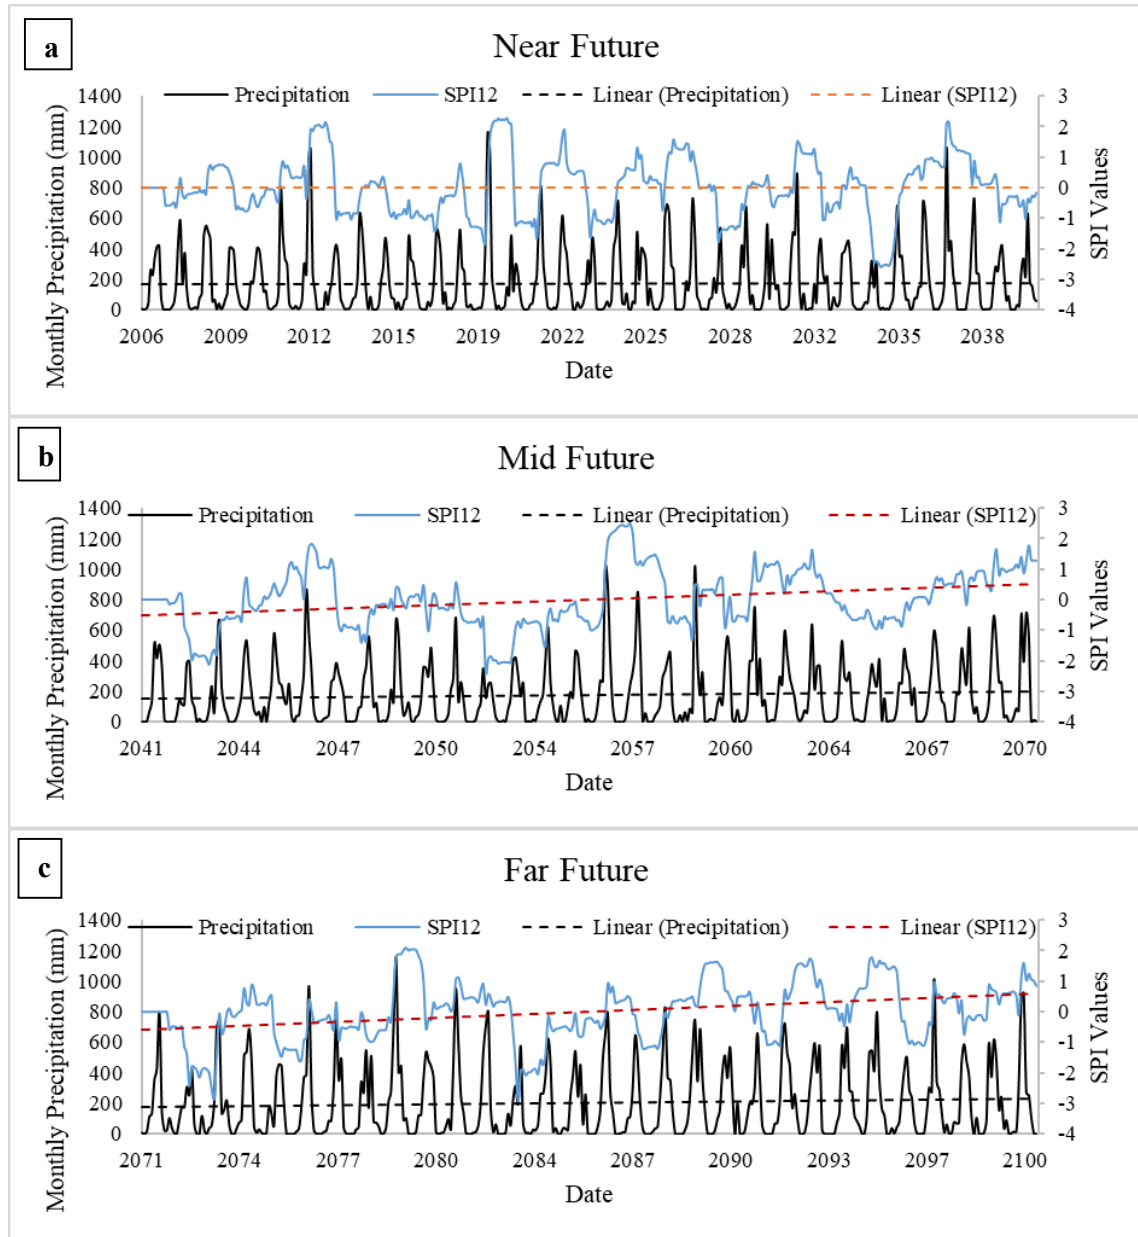 a
Near Future
Precipitation SPI12 Linear (Precipitation) Linear (SPI12)
Monthly Precipitation (mm)
1400
1200
1000
800
600
400
200
0
3
2
1
0
-1
-2
-3
-4
SPI Values
2006 2009 2012 2015 2019 2022 2025 2028 2032 2035 2038
Date
b
Mid Future
Precipitation SPI12 Linear (Precipitation) Linear (SPI12)
Monthly Precipitation (mm)
1400
1200
1000
800
600
400
200
0
3
2
1
0
-1
-2
-3
-4
SPI Values
2041 2044 2047 2050 2054 2057 2060 2064 2067 2070
Date
c
Far Future
Precipitation SPI12 Linear (Precipitation) Linear (SPI12)
Monthly Precipitation (mm)
1400
1200
1000
800
600
400
200
0
3
2
1
0
-1
-2
-3
-4
SPI Values
2071 2074 2077 2080 2084 2087 2090 2093 2097 2100
Date